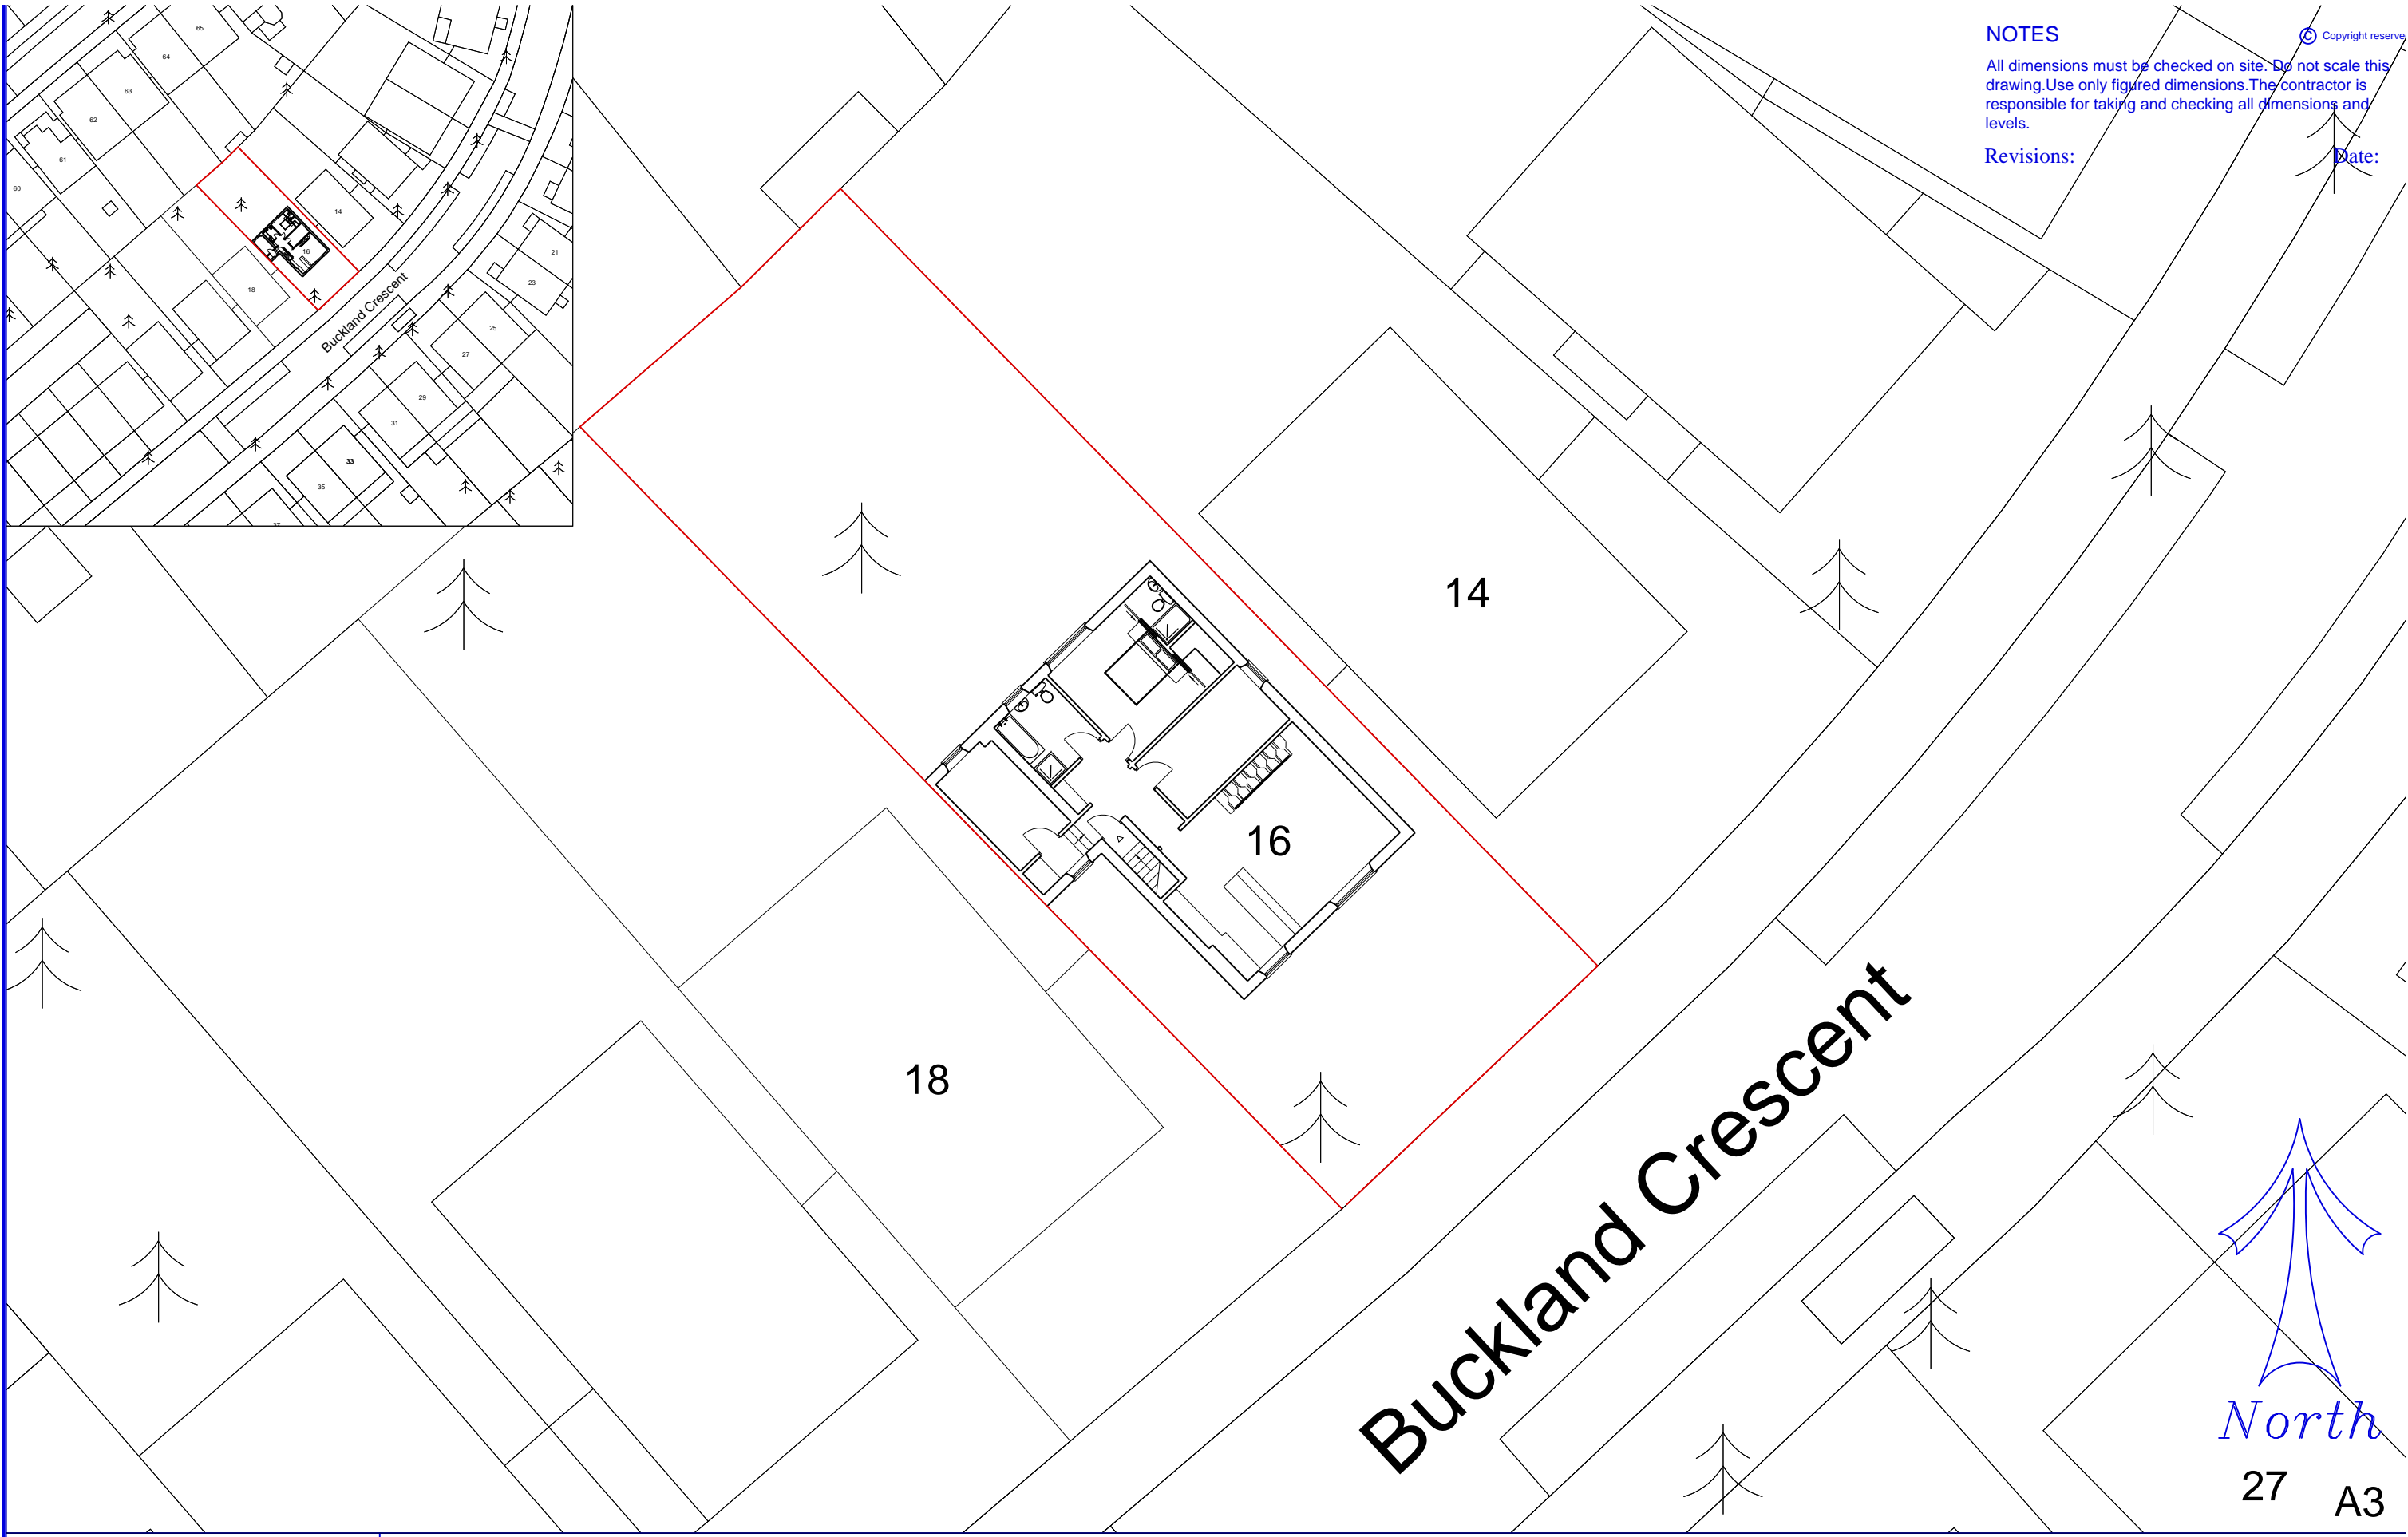 65
64
63
62
61
60
14
16
18
21
23
25
27
29
31
33
35
37
Buckland Crescent
NOTES
© Copyright reserve
All dimensions must be checked on site. Do not scale this
drawing.Use only figured dimensions.The contractor is
responsible for taking and checking all dimensions and
levels.
Revisions:
Date:
14
16
18
Buckland Crescent
North
27
A3